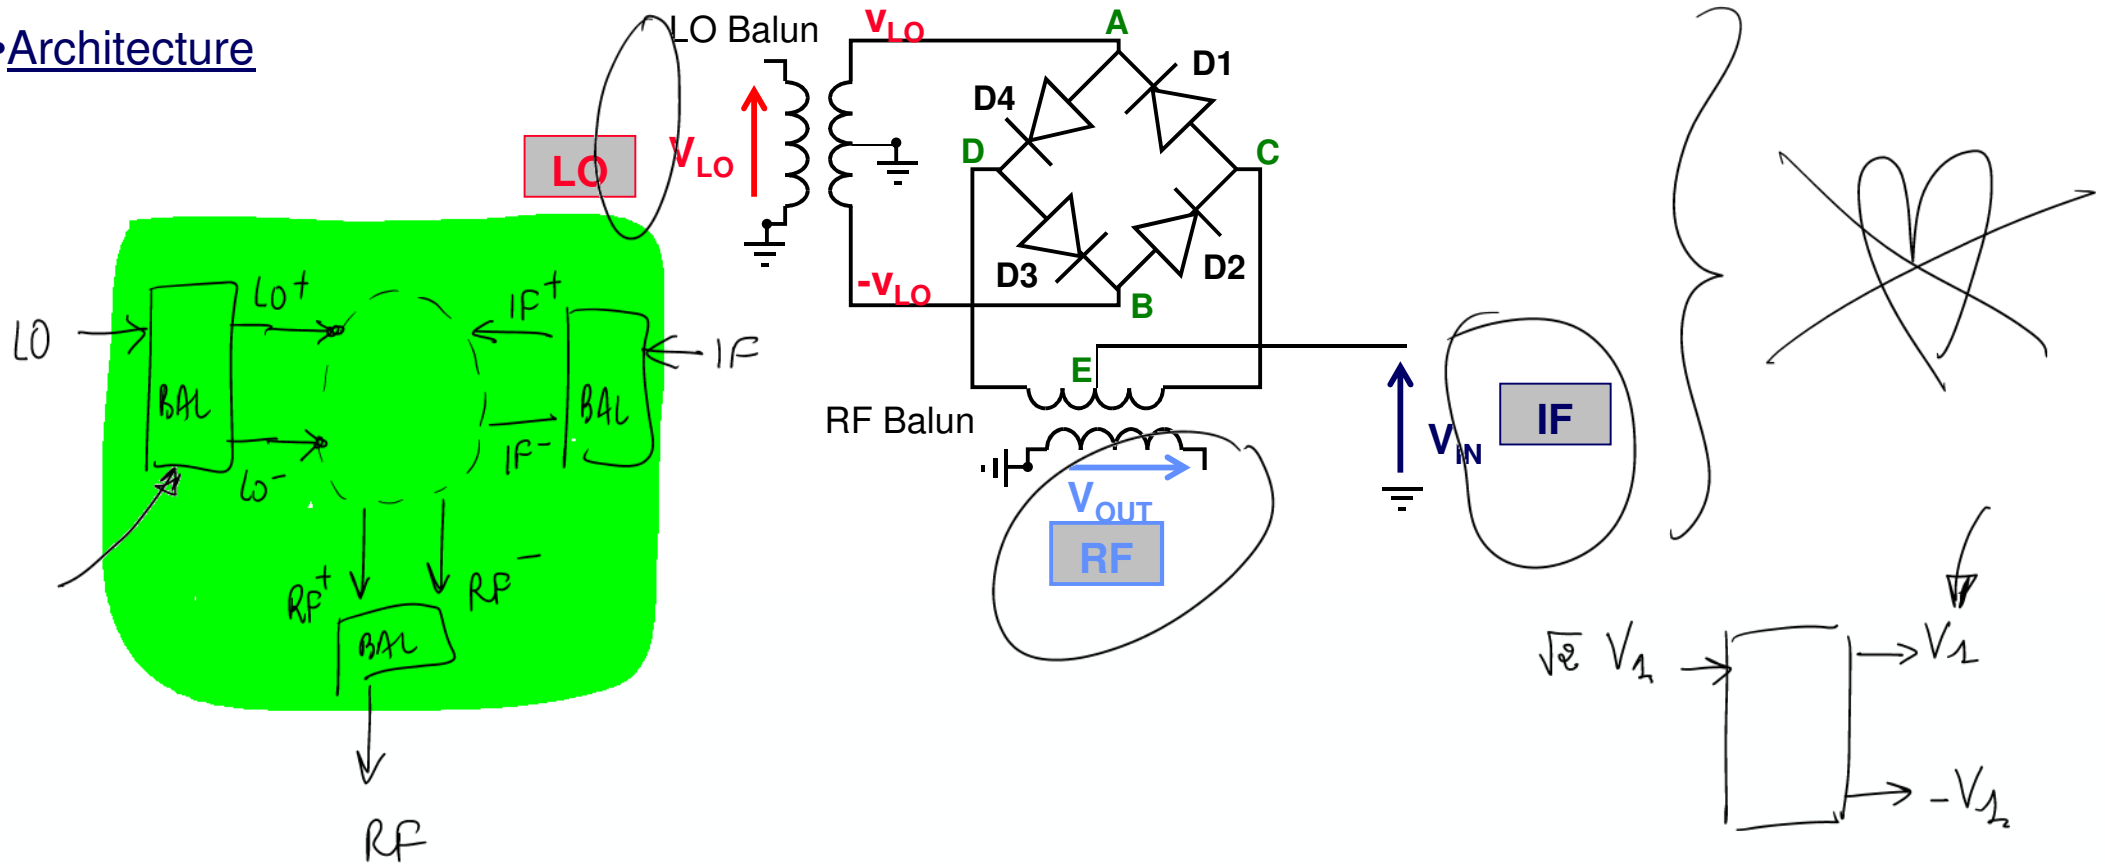 •Architecture
LO Balun
vLO
A
D1
D4
LO
VLO
D
C
D3
D2
-vLO
B
E
RF Balun
VIN
IF
VOUT
RF
LO
BAL
LO+
LO-
IF+
IF-
BAL
IF
RF+
RF-
BAL
RF
√2 V1
V1
-V1